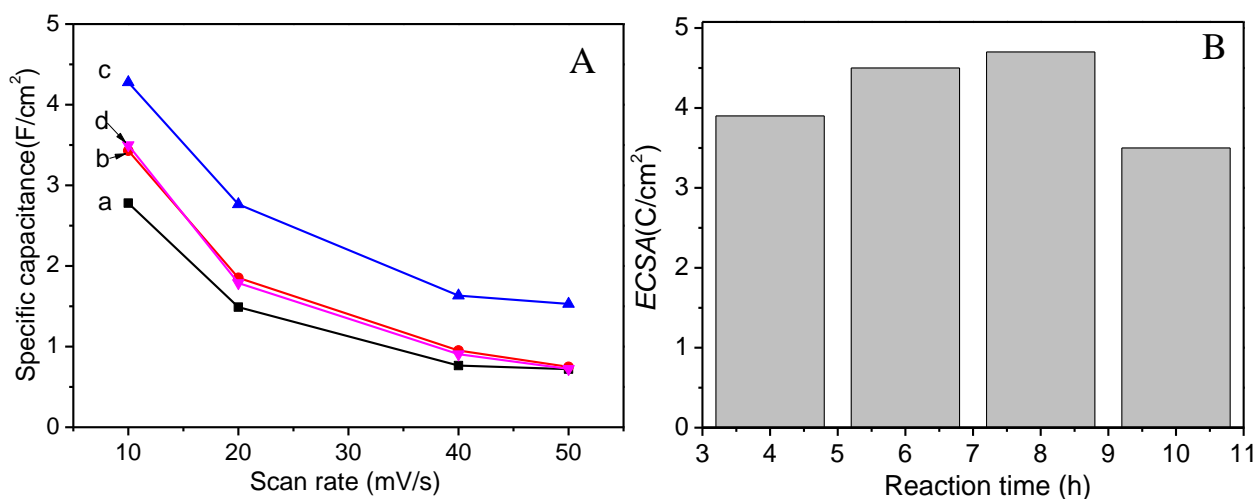 A
Specific capacitance(F/cm²)
5
4
3
2
1
0
c
d
b
a
10 20 30 40 50
Scan rate (mV/s)
B
ECSA(C/cm²)
5
4
3
2
1
0
3 4 5 6 7 8 9 10 11
Reaction time (h)